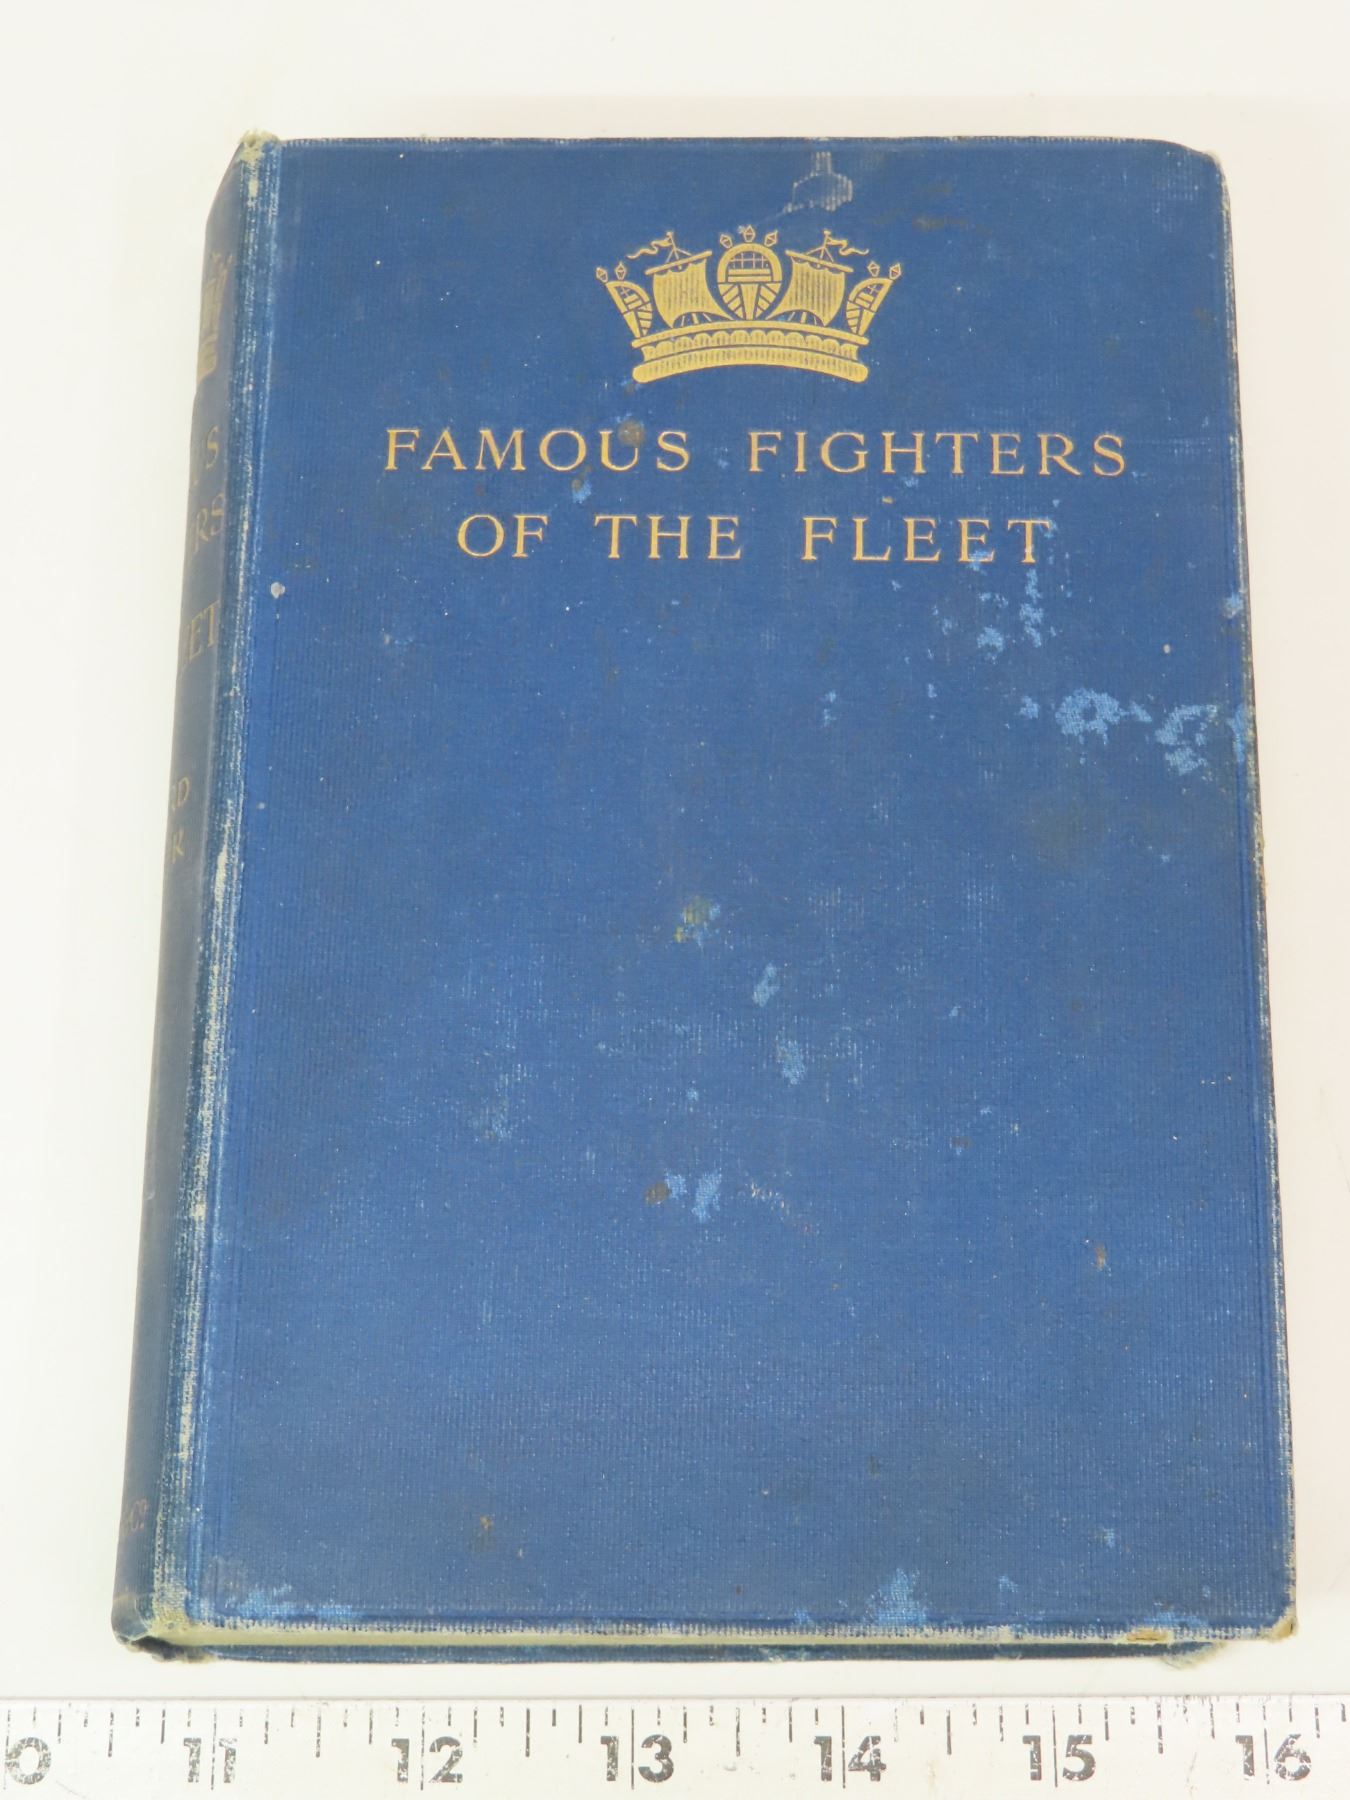 FAMOUS FIGHTERS
OF THE FLEET
11 12 13 14 15 16